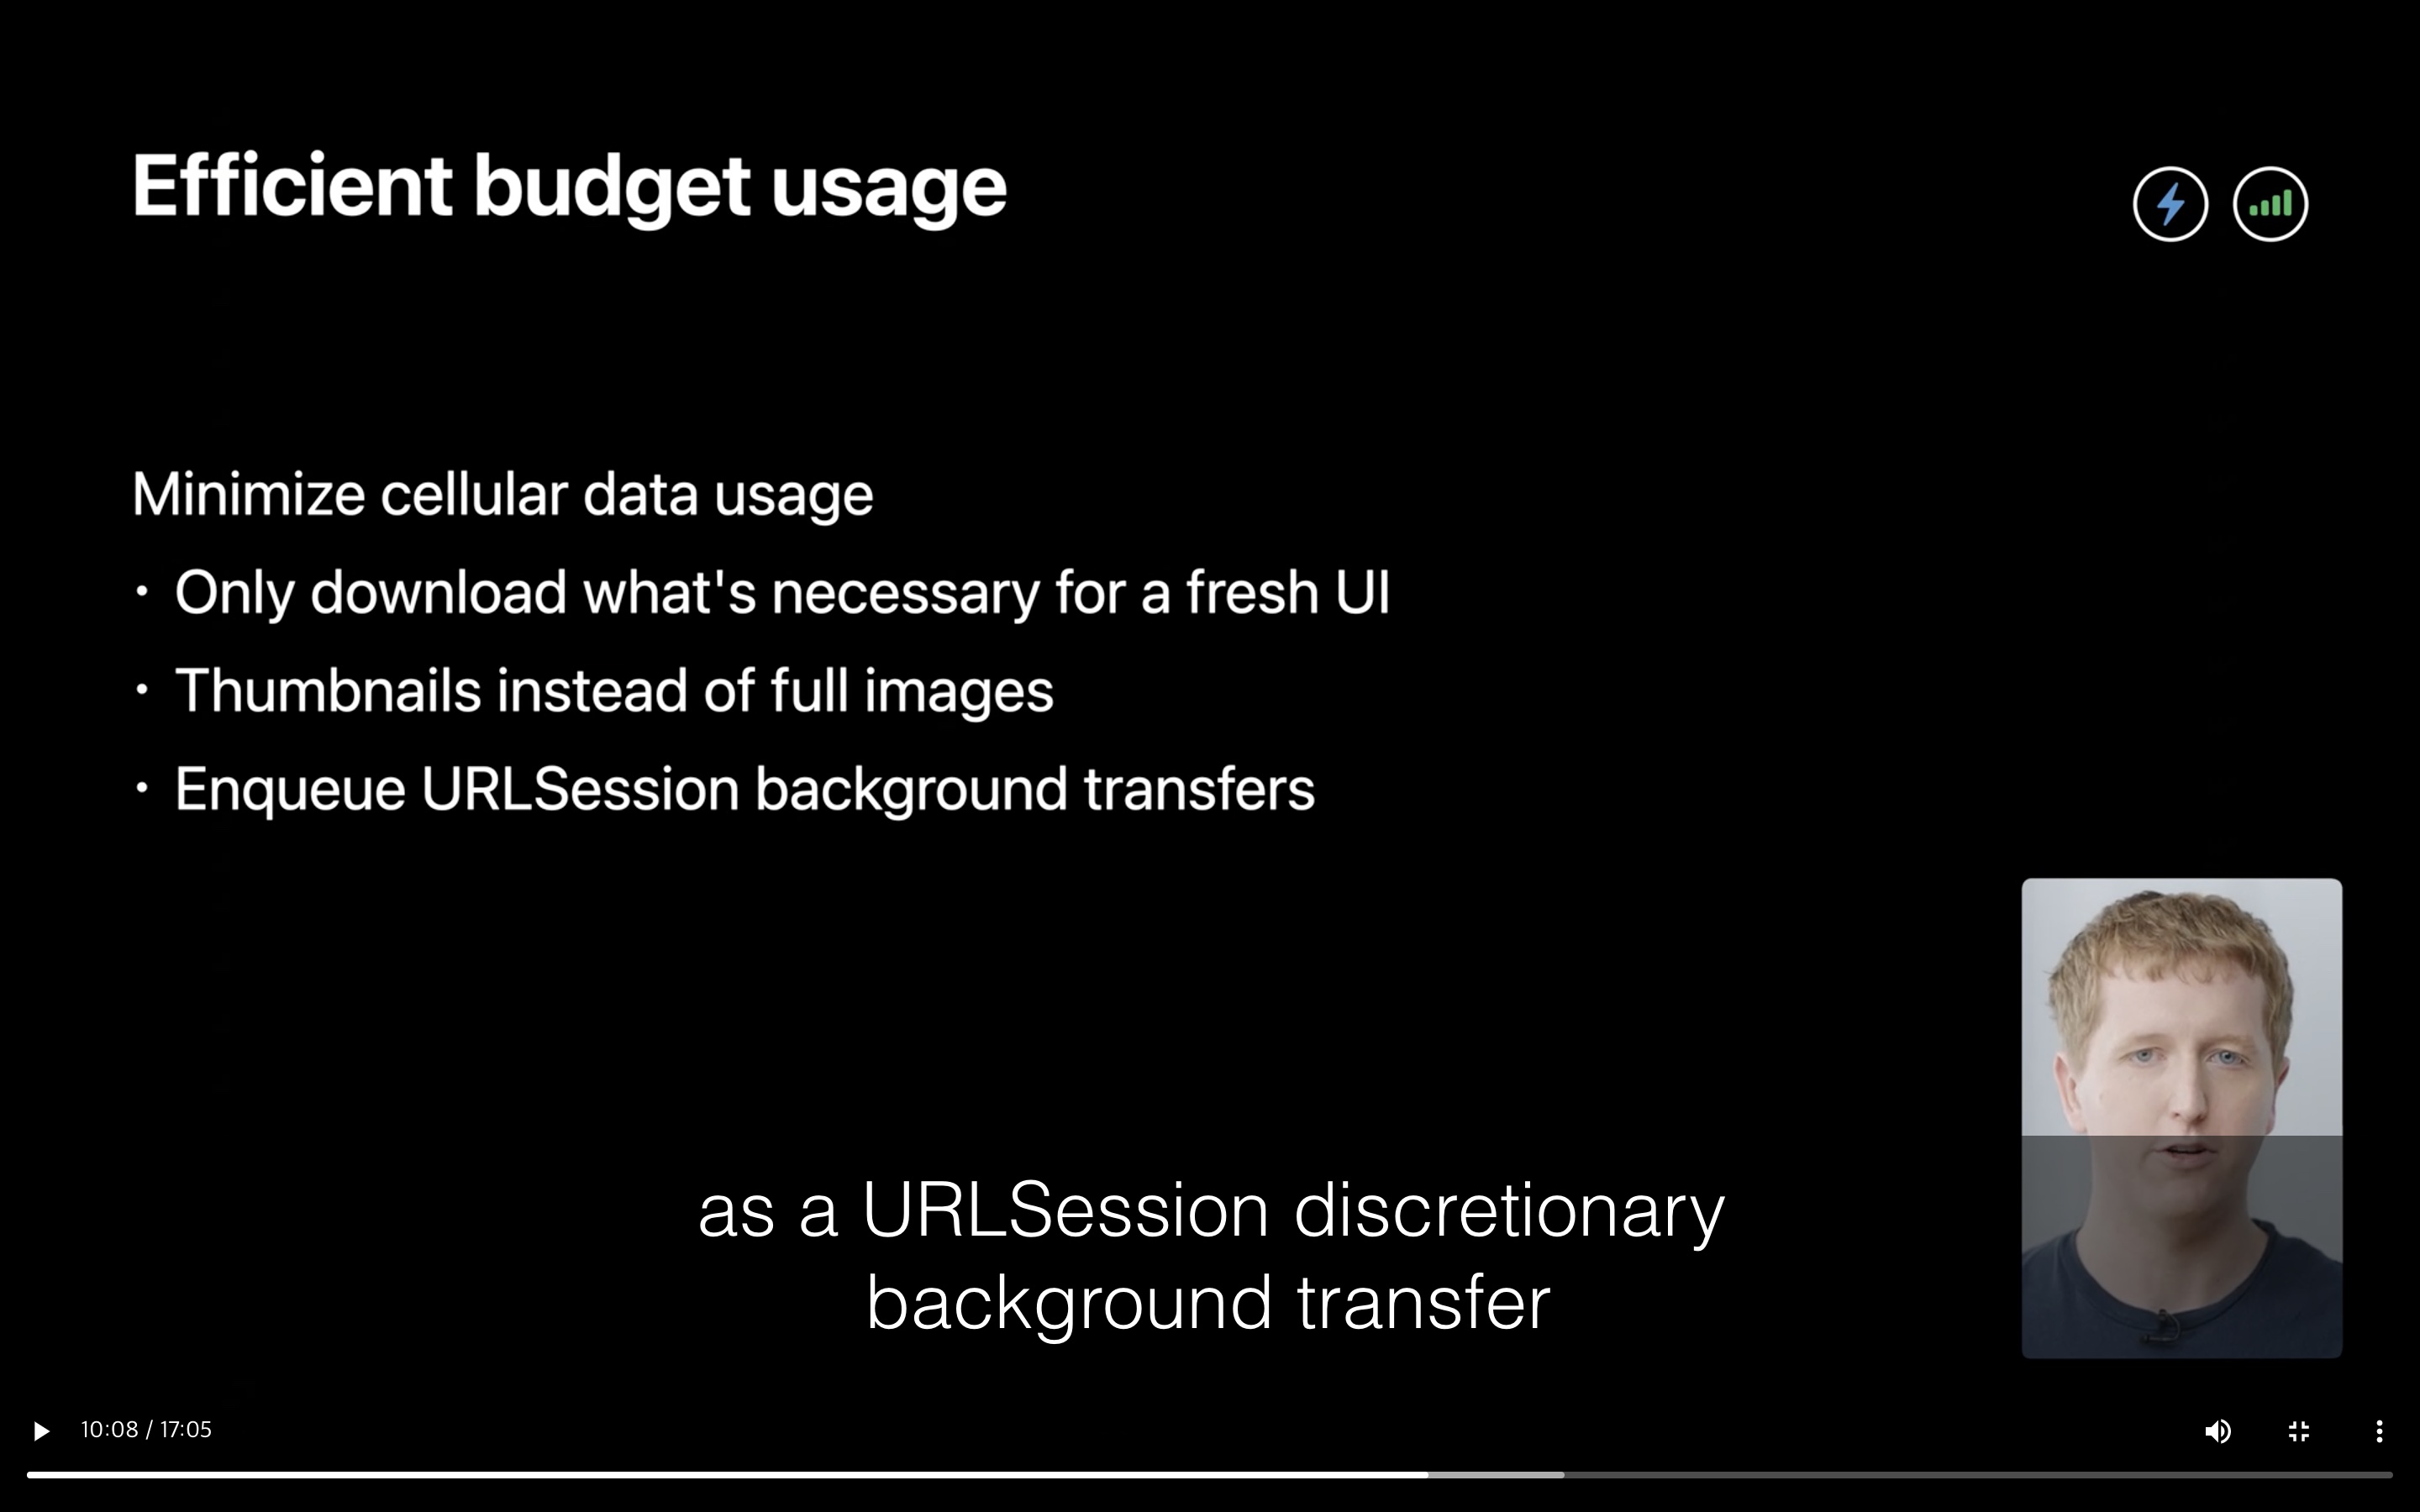 Efficient budget usage
Minimize cellular data usage
• Only download what's necessary for a fresh UI
• Thumbnails instead of full images
• Enqueue URLSession background transfers
as a URLSession discretionary
background transfer
10:08 / 17:05